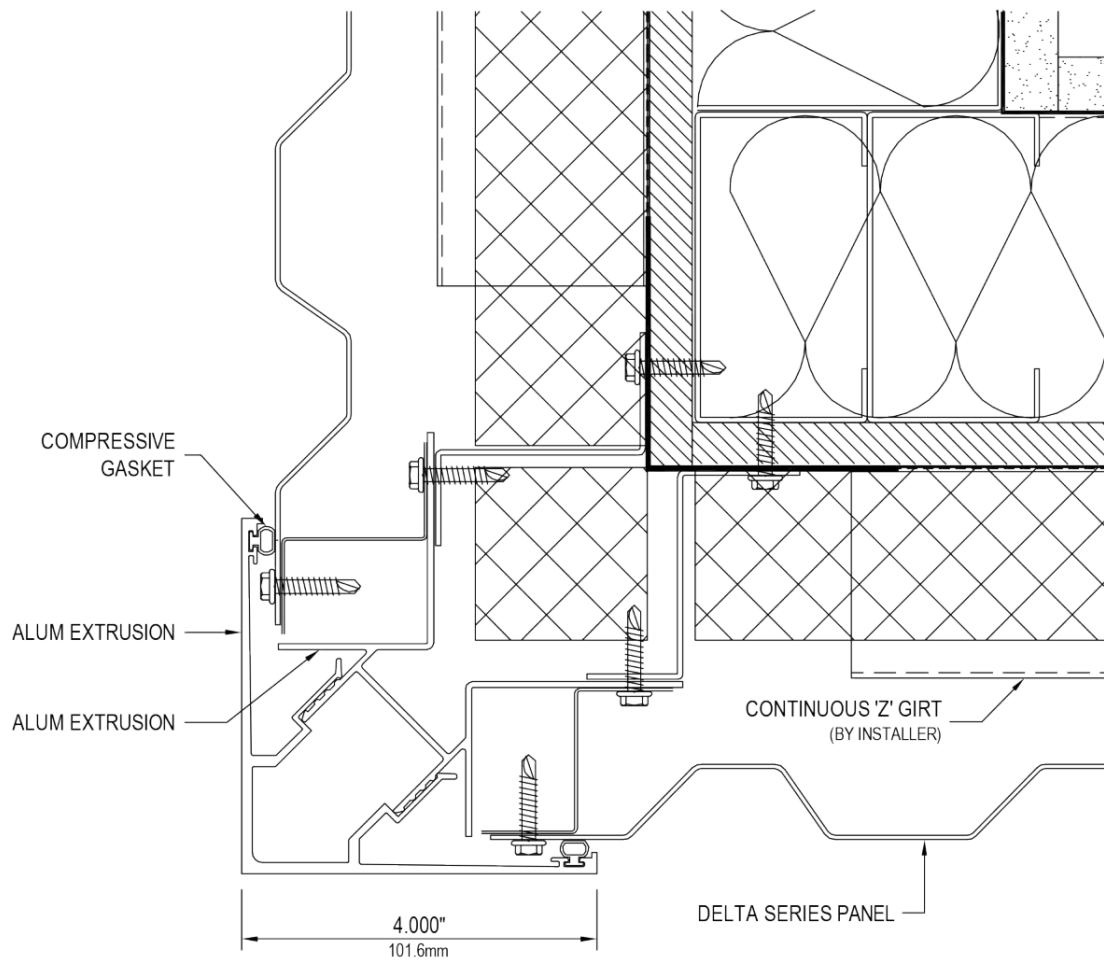 COMPRESSIVE
GASKET
ALUM EXTRUSION
ALUM EXTRUSION
CONTINUOUS 'Z' GIRT
(BY INSTALLER)
DELTA SERIES PANEL
4.000"
101.6mm